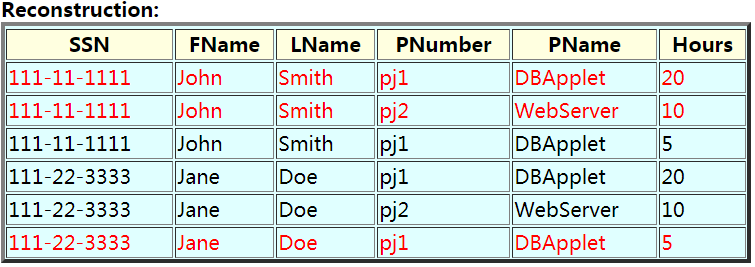 Reconstruction:
SSN FName LName PNumber PName Hours
111-11-1111 John Smith pj1 DBApplet 20
111-11-1111 John Smith pj2 WebServer 10
111-11-1111 John Smith pj1 DBApplet 5
111-22-3333 Jane Doe pj1 DBApplet 20
111-22-3333 Jane Doe pj2 WebServer 10
111-22-3333 Jane Doe pj1 DBApplet 5